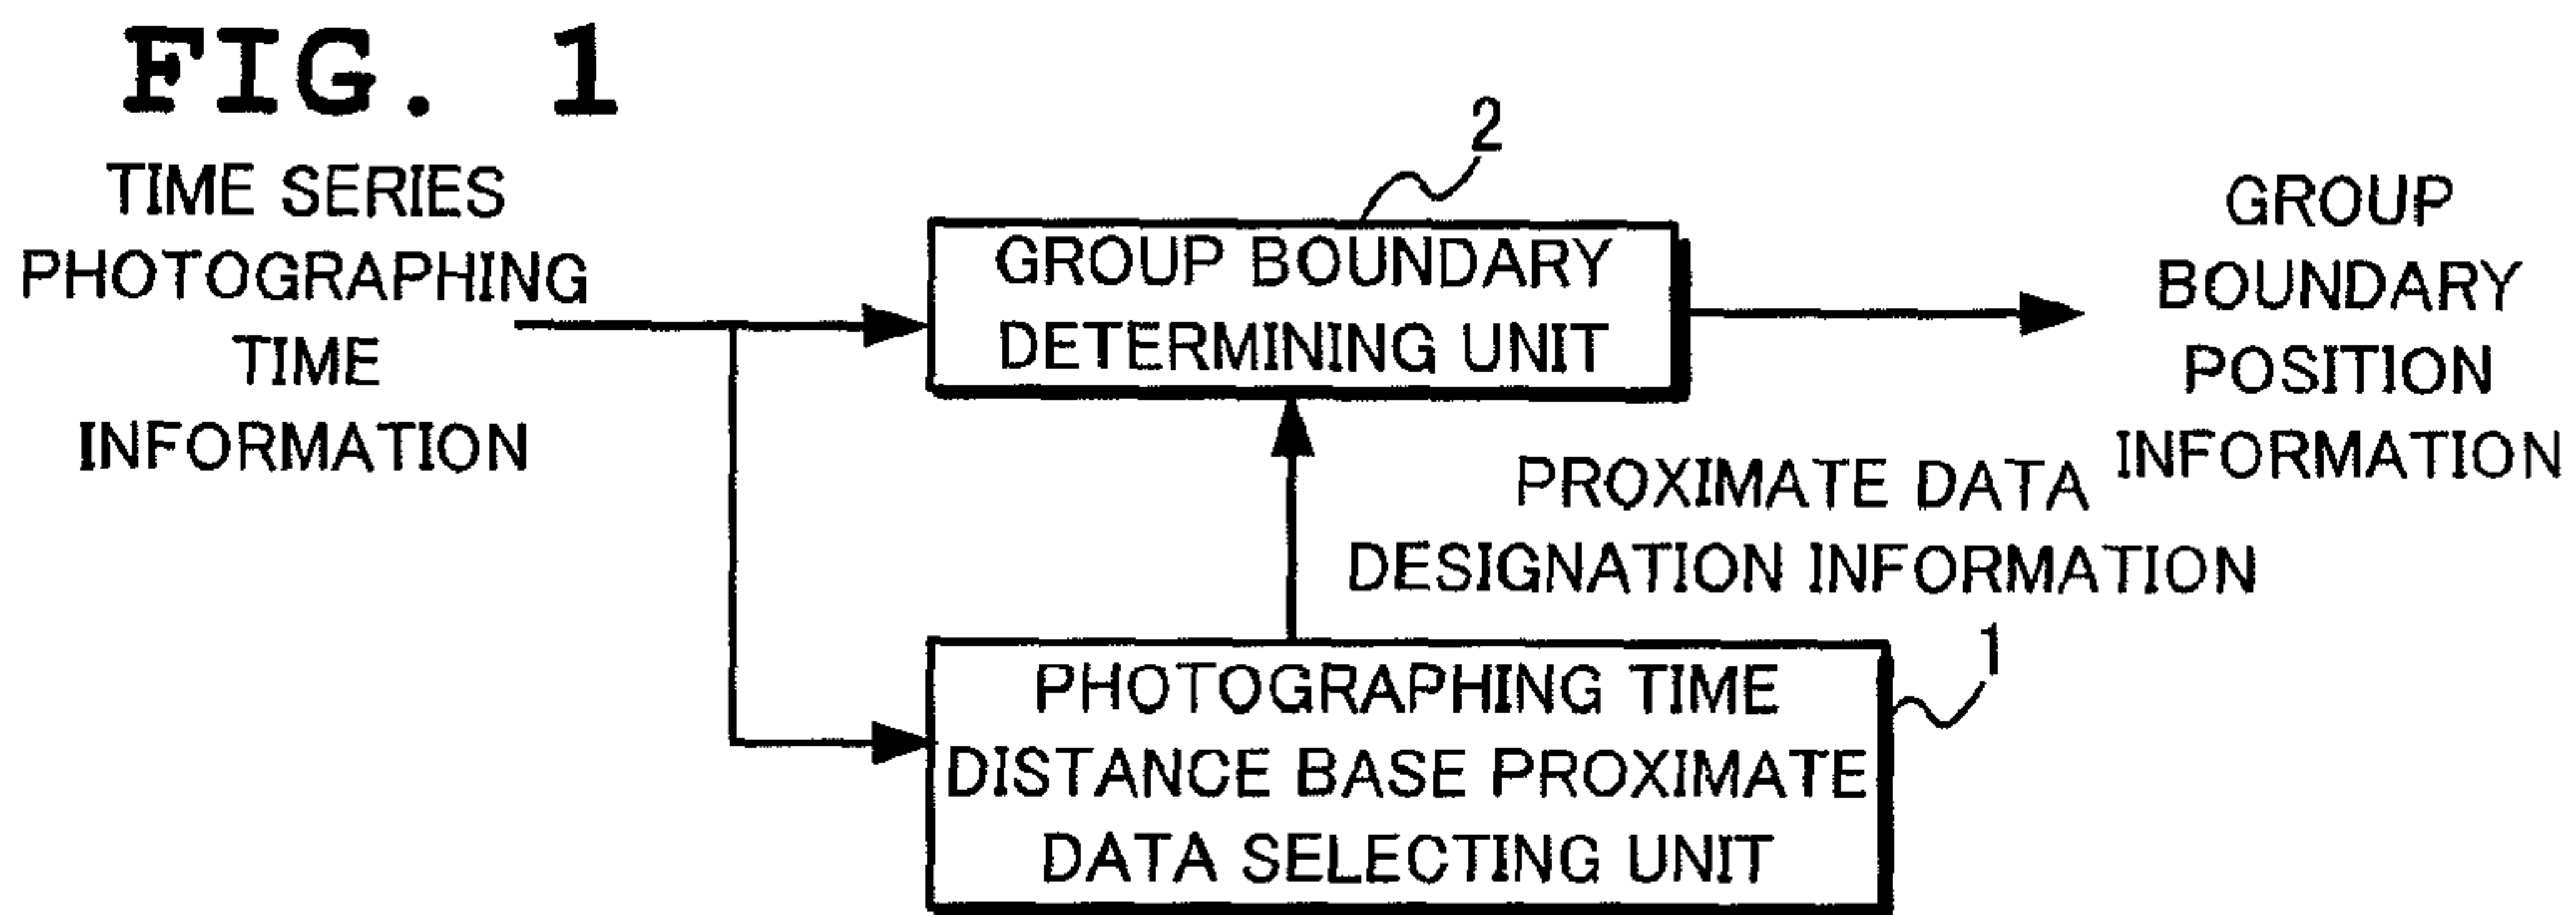 FIG. 1
TIME SERIES
PHOTOGRAPHING
TIME
INFORMATION
2
GROUP BOUNDARY
DETERMINING UNIT
GROUP
BOUNDARY
POSITION
INFORMATION
PROXIMATE DATA
DESIGNATION INFORMATION
1
PHOTOGRAPHING TIME
DISTANCE BASE PROXIMATE
DATA SELECTING UNIT